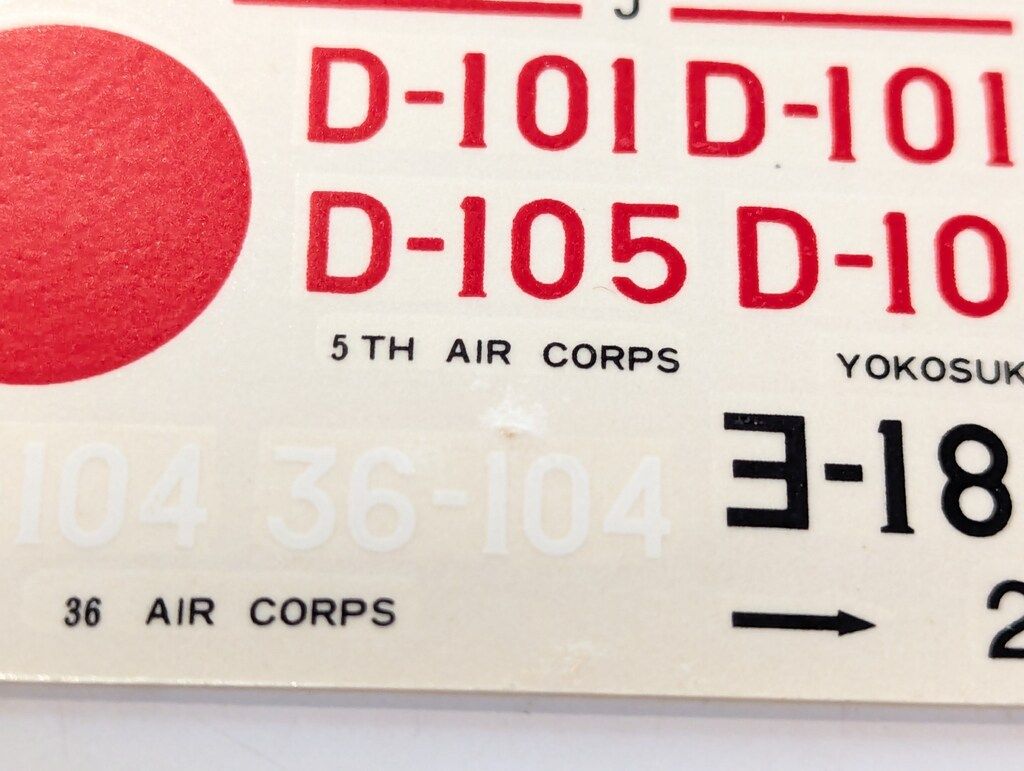 J
D-101 D-101
D-105 D-10
5TH AIR CORPS YOKOSUK
104 36-104 ヨ-18
36 AIR CORPS
2